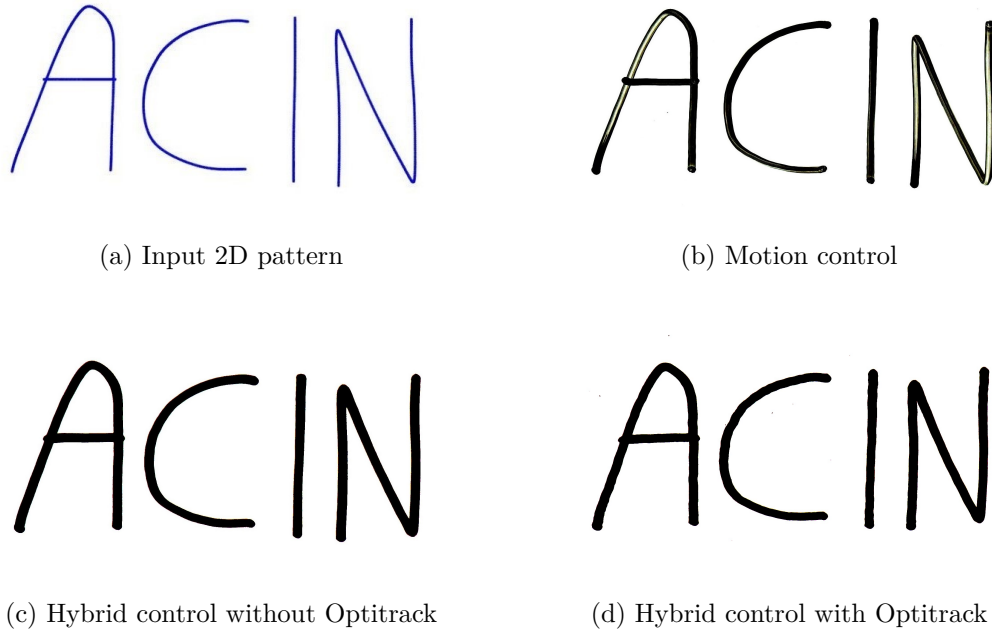 ACIN ACIN
(a) Input 2D pattern (b) Motion control
ACIN ACIN
(c) Hybrid control without Optitrack (d) Hybrid control with Optitrack